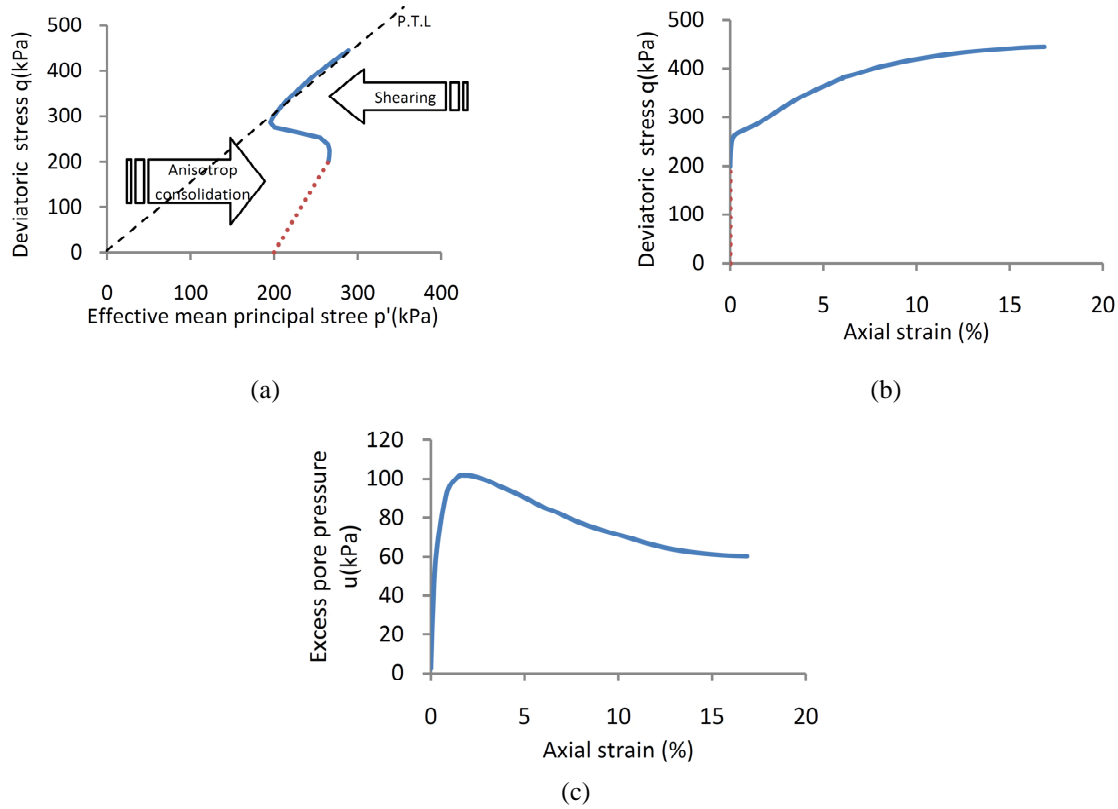 Deviatoric stress q(kPa)
500
400
300
200
100
0
P.T.L
Shearing
Anisotrop
consolidation
0 100 200 300 400
Effective mean principal stree p'(kPa)
(a)
Deviatoric stress q(kPa)
500
400
300
200
100
0
0 5 10 15 20
Axial strain (%)
(b)
Excess pore pressure
u(kPa)
120
100
80
60
40
20
0
0 5 10 15 20
Axial strain (%)
(c)